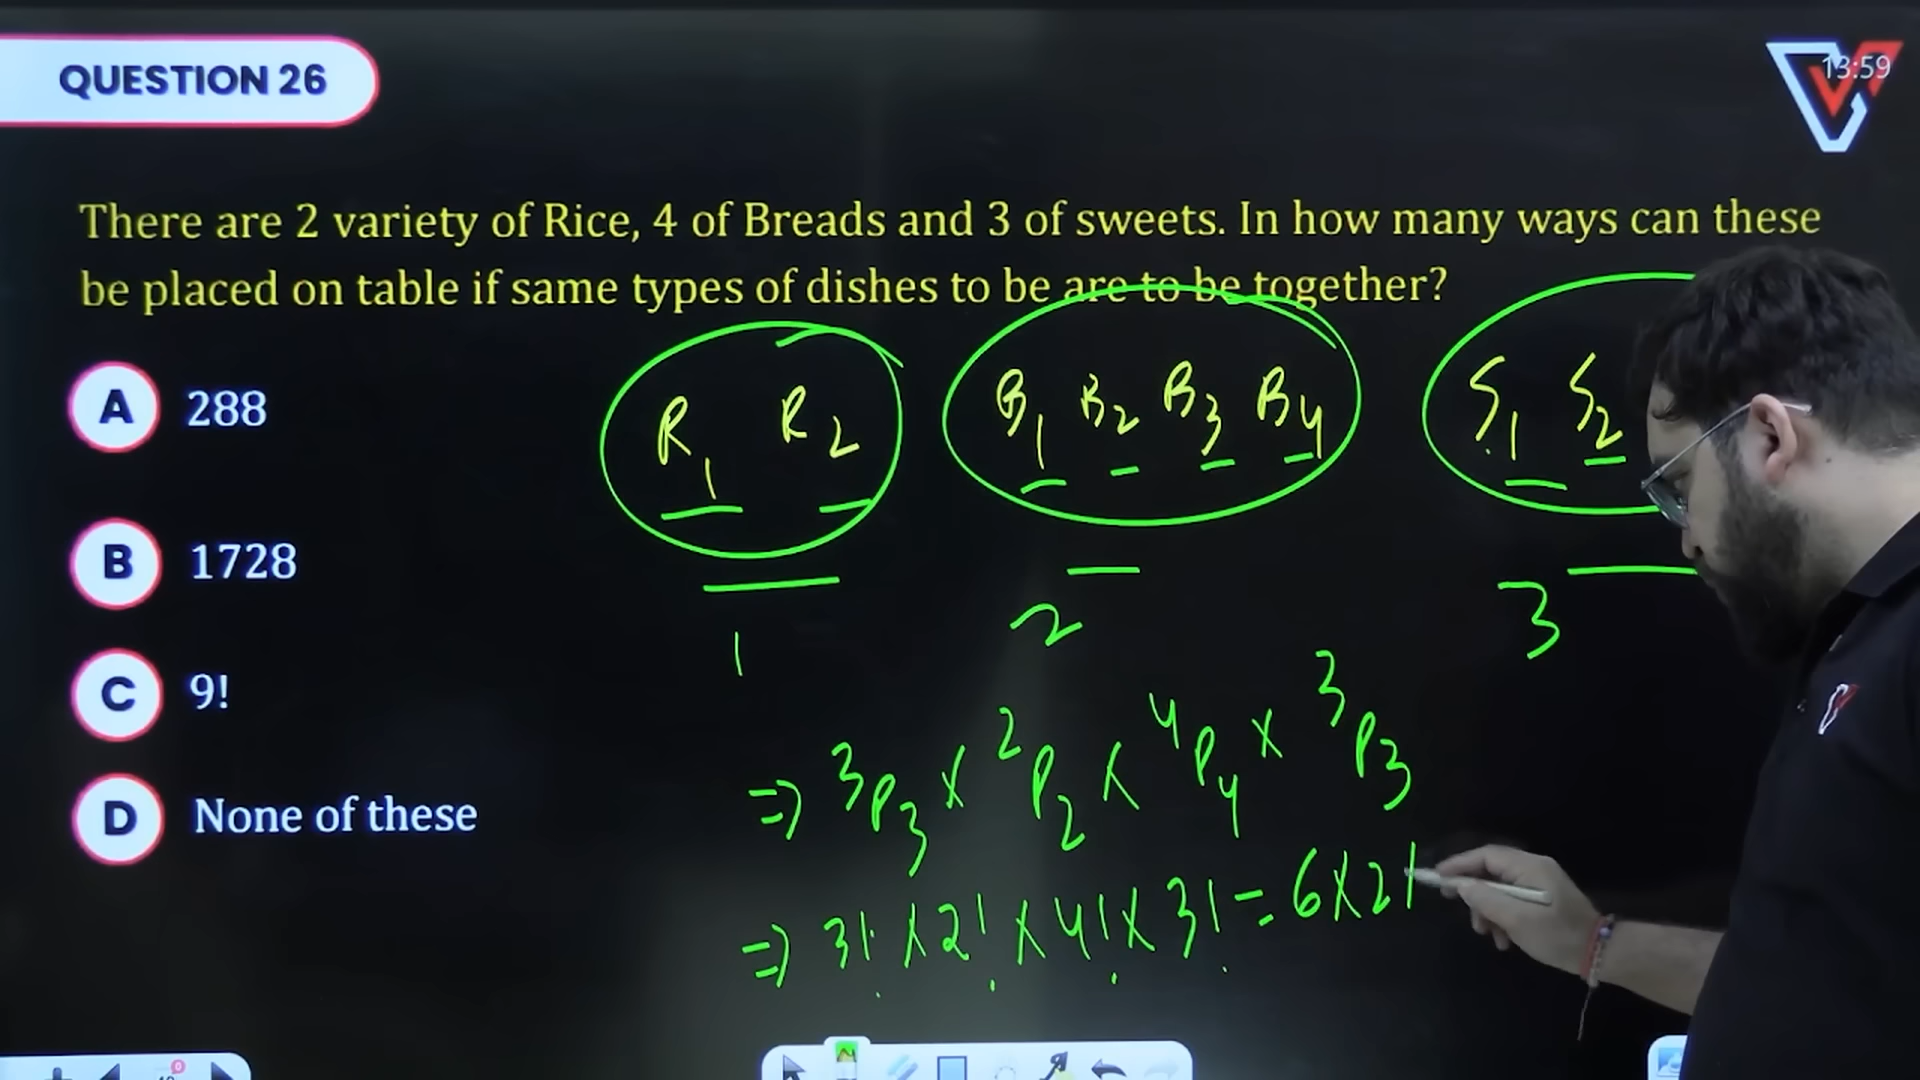 QUESTION 26
13:59
There are 2 variety of Rice, 4 of Breads and 3 of sweets. In how many ways can these
be placed on table if same types of dishes to be are to be together?
A 288
B 1728
C 9!
D None of these
R1 R2 B1 B2 B3 B4 S1 S2
1 2 3
=> ³P₃ x ²P₂ x ⁴P₄ x ³P₃
=> 3! x 2! x 4! x 3! = 6 x 2